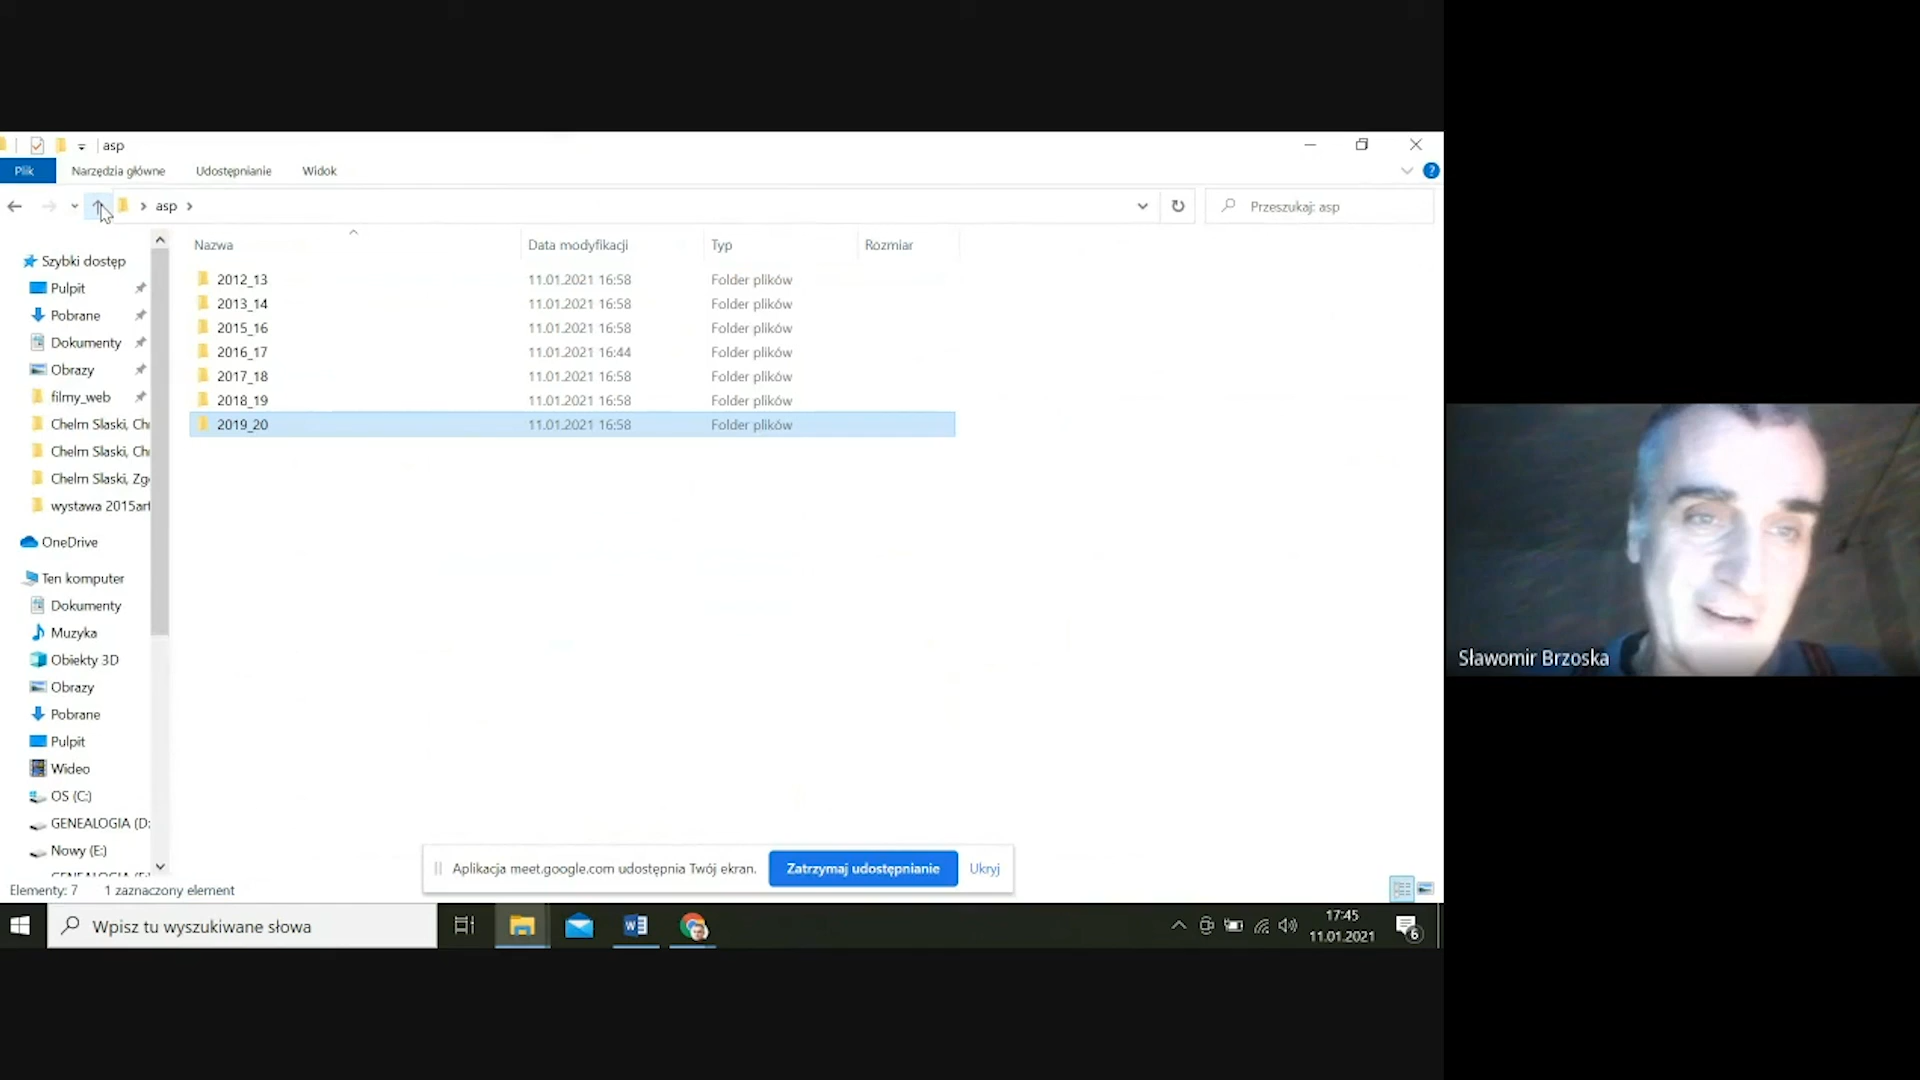 asp
Plik Narzędzia główne Udostępnianie Widok
asp
Przeszukaj: asp
Nazwa Data modyfikacji Typ Rozmiar
2012_13 11.01.2021 16:58 Folder plików
2013_14 11.01.2021 16:58 Folder plików
2015_16 11.01.2021 16:58 Folder plików
2016_17 11.01.2021 16:44 Folder plików
2017_18 11.01.2021 16:58 Folder plików
2018_19 11.01.2021 16:58 Folder plików
2019_20 11.01.2021 16:58 Folder plików
Szybki dostęp
Pulpit
Pobrane
Dokumenty
Obrazy
filmy_web
Chelm Slaski, Ch
Chelm Slaski, Ch
Chelm Slaski, Zg
wystawa 2015art
OneDrive
Ten komputer
Dokumenty
Muzyka
Obiekty 3D
Obrazy
Pobrane
Pulpit
Wideo
OS (C:)
GENEALOGIA (D:
Nowy (E:)
Elementy: 7 1 zaznaczony element
Aplikacja meet.google.com udostępnia Twój ekran.
Zatrzymaj udostępnianie
Ukryj
Wpisz tu wyszukiwane słowa
17:45
11.01.2021
6
Sławomir Brzoska